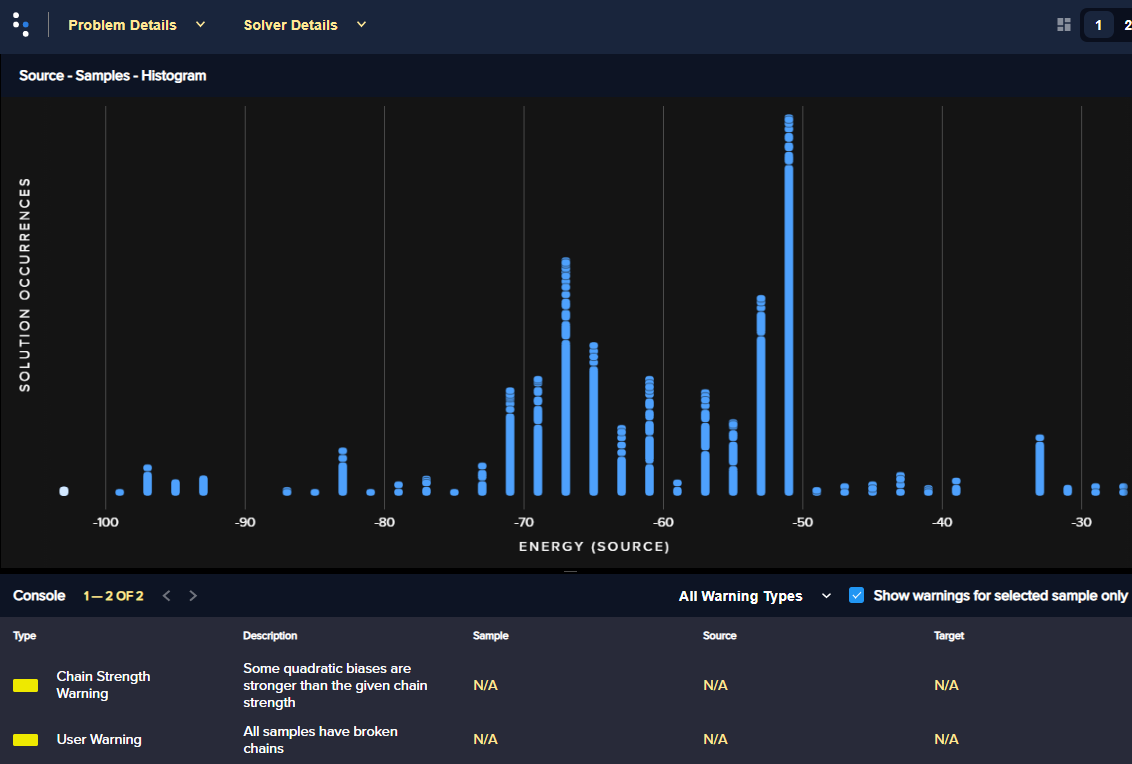 Problem Details
Solver Details
1
2
Source - Samples - Histogram
SOLUTION OCCURRENCES
-100
-90
-80
-70
-60
-50
-40
-30
ENERGY (SOURCE)
Console
1 — 2 OF 2
All Warning Types
Show warnings for selected sample only
Type
Description
Sample
Source
Target
Chain Strength
Warning
Some quadratic biases are
stronger than the given chain
strength
N/A
N/A
N/A
User Warning
All samples have broken
chains
N/A
N/A
N/A